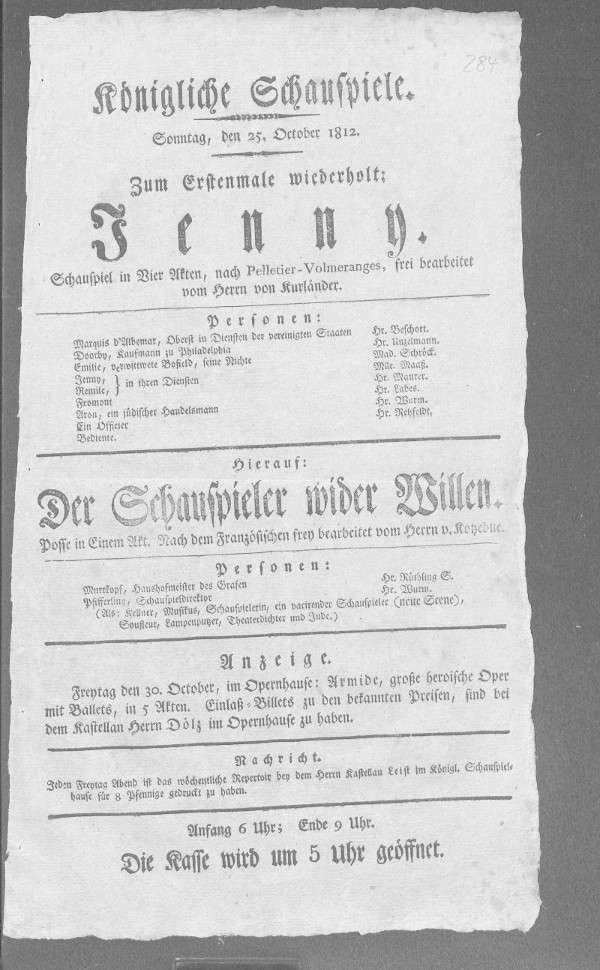 284
Königliche Schauspiele.
Sonntag, den 25. October 1812.
Zum Erstenmale wiederholt:
Jenny.
Schauspiel in Vier Akten, nach Pelletier-Volmeranges, frei bearbeitet
vom Herrn von Kurländer.
Personen:
Marquis d'Albemar, Oberst in Diensten der vereinigten Staaten Hr. Beschort.
Doorby, Kaufmann zu Philadelphia Hr. Unzelmann.
Emilie, verwittwete Bofield, seine Nichte Mad. Schröck.
Jenny, Mlle. Maaß.
Remile, } in ihren Diensten Hr. Maurer.
Fromont Hr. Labes.
Aron, ein jüdischer Handelsmann Hr. Wurm.
Ein Officier Hr. Rehfeldt.
Bediente.
Hierauf:
Der Schauspieler wider Willen.
Posse in Einem Akt. Nach dem Französischen frey bearbeitet vom Herrn v. Kotzebue.
Personen:
Murrkopf, Haushofmeister des Grafen Hr. Rüthling S.
Pfifferling, Schauspieldirektor Hr. Wurm.
(Als: Kellner, Musikus, Schauspielerin, ein vacirender Schauspieler (neue Scene),
Soufleur, Lampenputzer, Theaterdichter und Jude.)
Anzeige.
Freytag den 30. October, im Opernhause: Armide, große heroische Oper
mit Ballets, in 5 Akten. Einlaß-Billets zu den bekannten Preisen, sind bei
dem Kastellan Herrn Dölz im Opernhause zu haben.
Nachricht.
Jeden Freytag Abend ist das wöchentliche Repertoir bey dem Herrn Kastellan Leist im Königl. Schauspiel-
hause für 8 Pfennige gedruckt zu haben.
Anfang 6 Uhr; Ende 9 Uhr.
Die Kasse wird um 5 Uhr geöffnet.